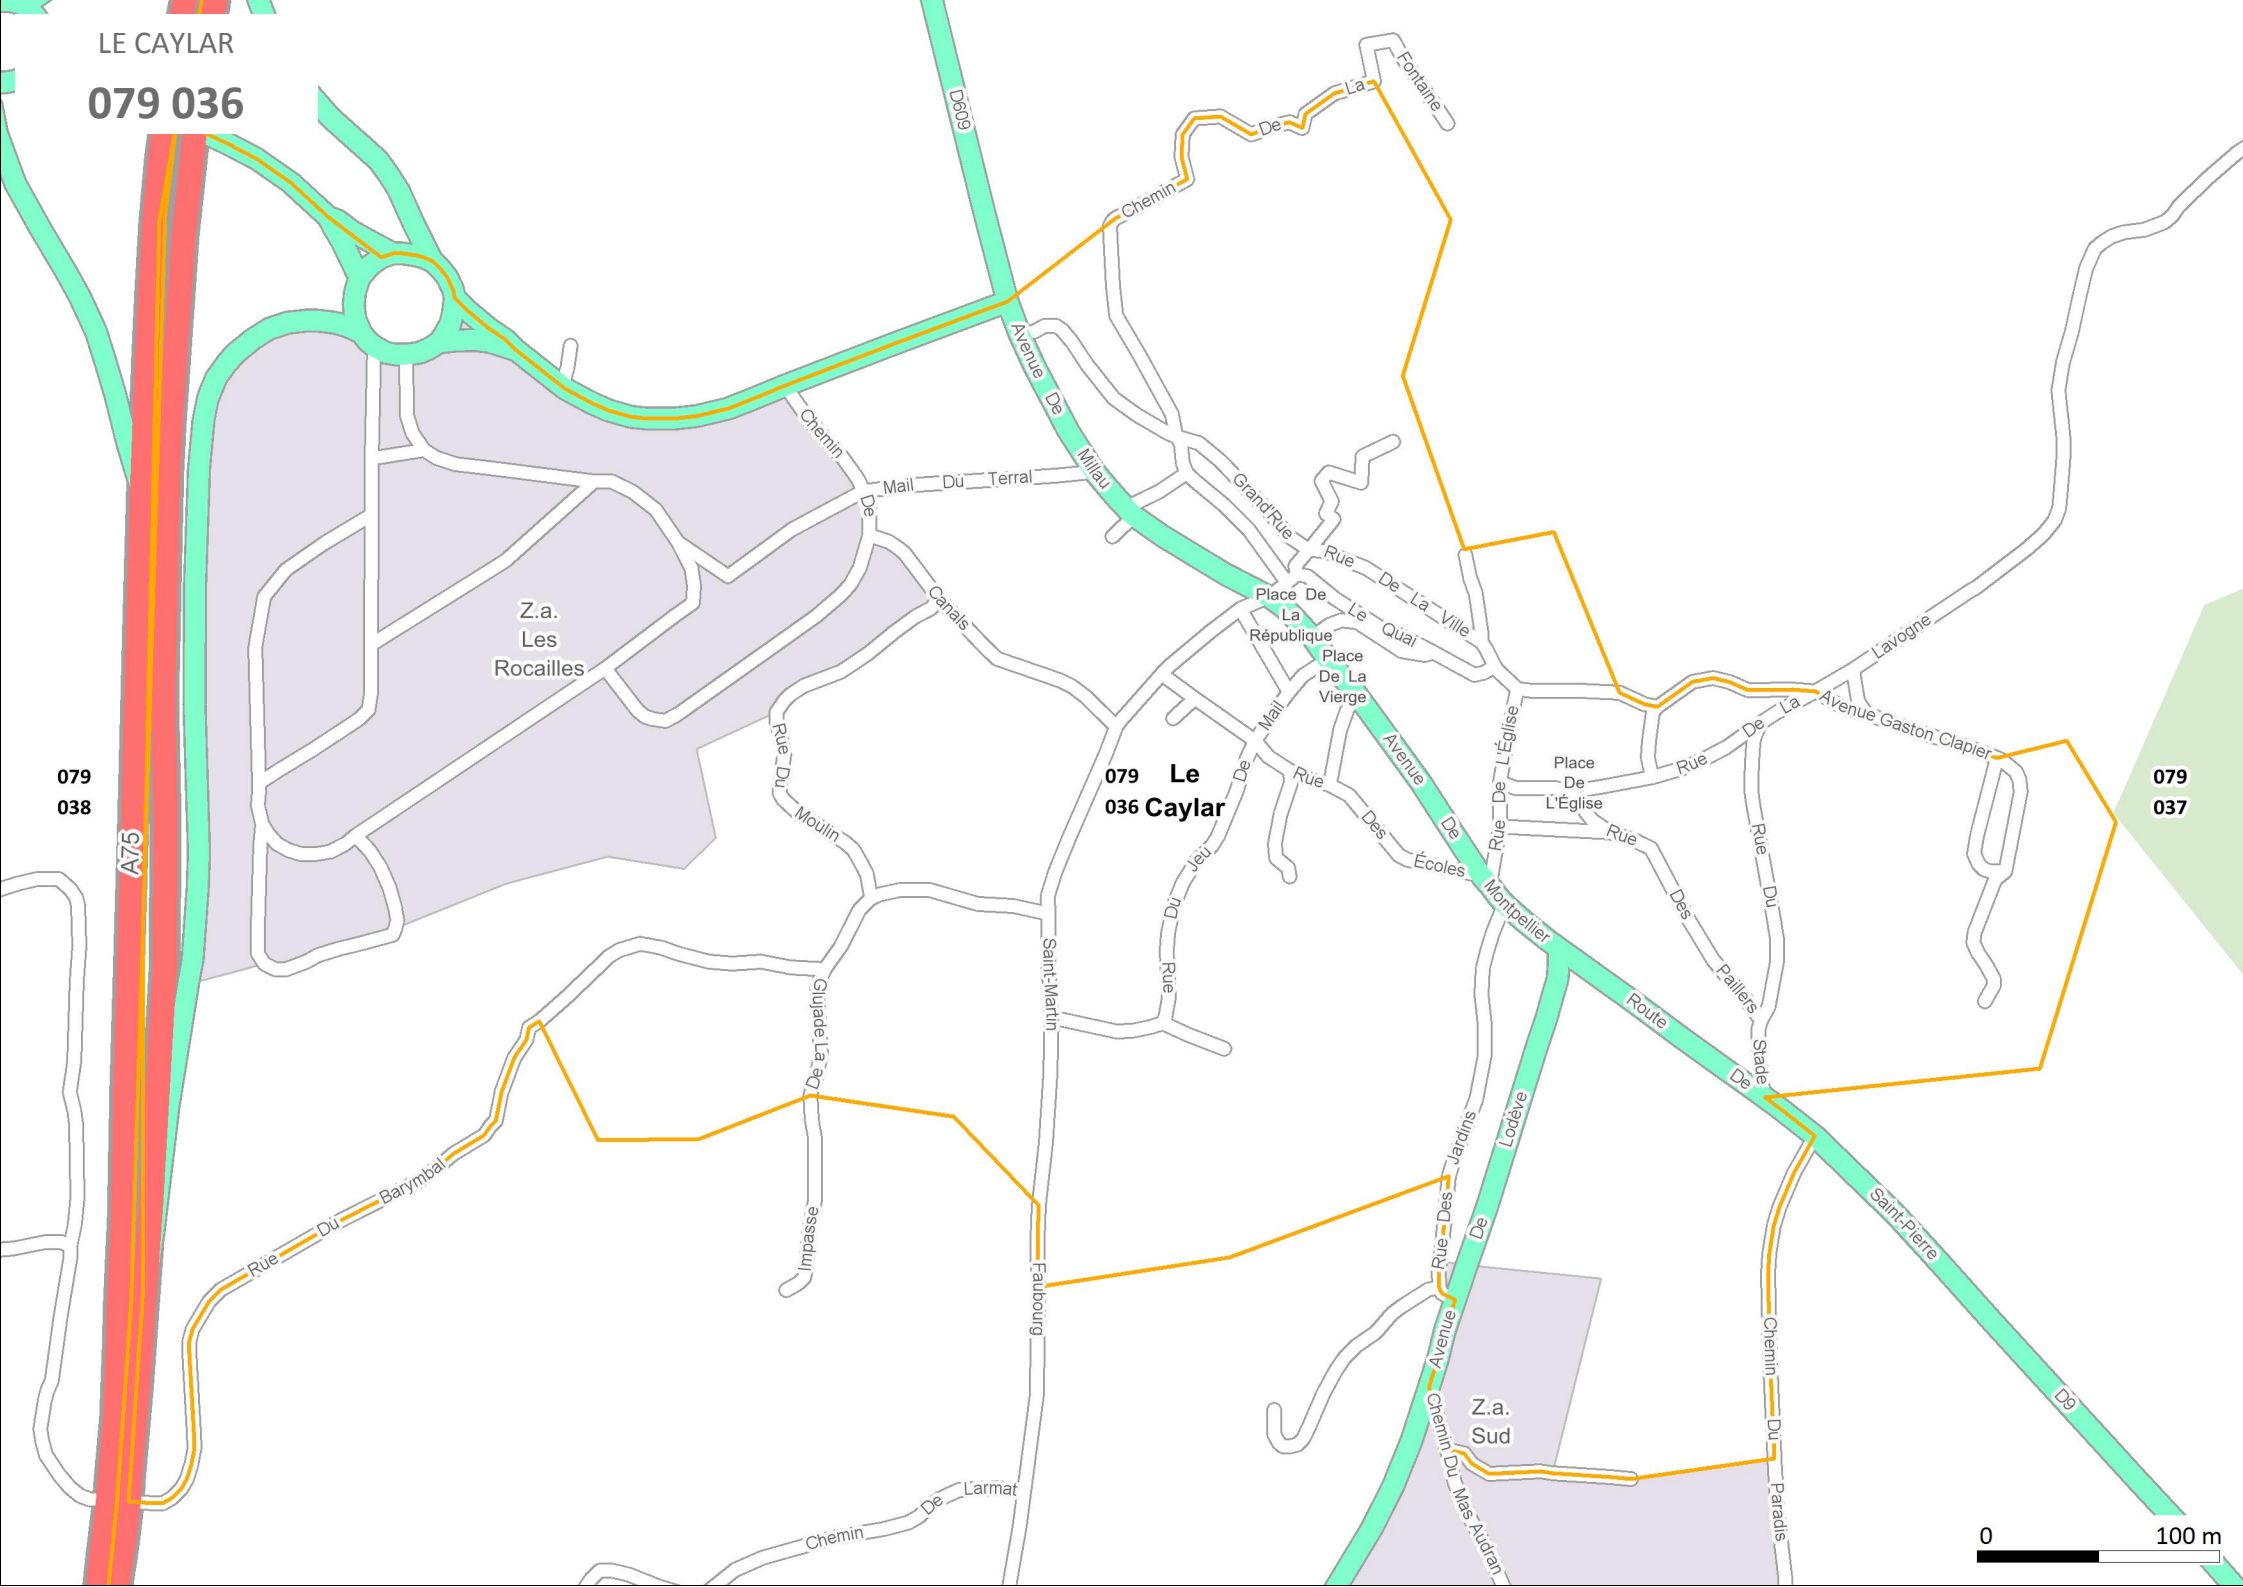 LE CAYLAR
079 036
D609
Chemin De La Fontaine
Avenue De Millau
Chemin De Canals
Mail Du Terral
Grand'Rue
Rue De La Ville
Le Quai
Place De
La
République
Place
De La
Vierge
Z.a.
Les
Rocailles
Lavogne
Avenue Gaston Clapier
Rue De La
Rue De L'Église
Place
De
L'Église
Mail
Avenue De Montpellier
Rue Du Moulin
079
038
A75
079
036
Le
Caylar
079
037
Rue Des Écoles
Rue Du Jeu De
Rue Des Paillers
Rue Du Stade
Saint-Martin
Glujade La De
Impasse
Route De Saint-Pierre
Rue Du Barymbal
Rue Des Jardins
Avenue De Lodève
Faubourg
Chemin Du Paradis
D9
Z.a.
Sud
Chemin Du Mas Audran
Chemin De Larmat
0 100 m